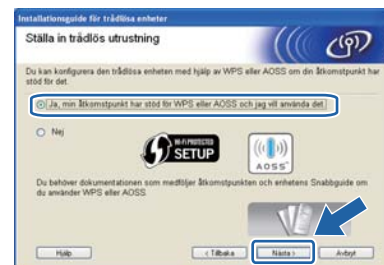 Installationsguide för trådlösa enheter
Ställa in trådlös utrustning
Du kan konfigurera den trådlösa enheten med hjälp av WPS eller AOSS om din åtkomstpunkt har
stöd för det.
Ja, min åtkomstpunkt har stöd för WPS eller AOSS och jag vill använda det.
Nej
WI-FI PROTECTED
SETUP
AOSS
Du behöver dokumentationen som medföljer åtkomstpunkten och enhetens Snabbguide om
du använder WPS eller AOSS.
Hjälp
< Tillbaka
Nästa >
Avbryt